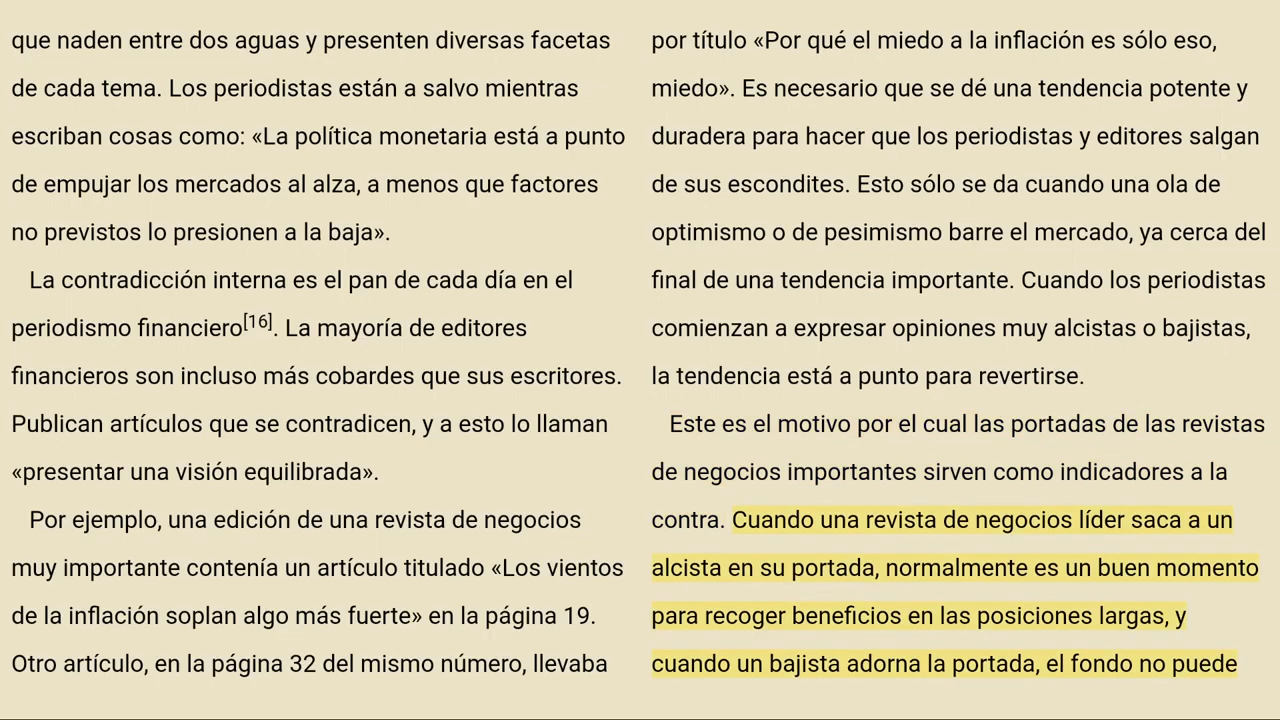 que naden entre dos aguas y presenten diversas facetas
de cada tema. Los periodistas están a salvo mientras
escriban cosas como: «La política monetaria está a punto
de empujar los mercados al alza, a menos que factores
no previstos lo presionen a la baja».
La contradicción interna es el pan de cada día en el
periodismo financiero[16]. La mayoría de editores
financieros son incluso más cobardes que sus escritores.
Publican artículos que se contradicen, y a esto lo llaman
«presentar una visión equilibrada».
Por ejemplo, una edición de una revista de negocios
muy importante contenía un artículo titulado «Los vientos
de la inflación soplan algo más fuerte» en la página 19.
Otro artículo, en la página 32 del mismo número, llevaba
por título «Por qué el miedo a la inflación es sólo eso,
miedo». Es necesario que se dé una tendencia potente y
duradera para hacer que los periodistas y editores salgan
de sus escondites. Esto sólo se da cuando una ola de
optimismo o de pesimismo barre el mercado, ya cerca del
final de una tendencia importante. Cuando los periodistas
comienzan a expresar opiniones muy alcistas o bajistas,
la tendencia está a punto para revertirse.
Este es el motivo por el cual las portadas de las revistas
de negocios importantes sirven como indicadores a la
contra. Cuando una revista de negocios líder saca a un
alcista en su portada, normalmente es un buen momento
para recoger beneficios en las posiciones largas, y
cuando un bajista adorna la portada, el fondo no puede